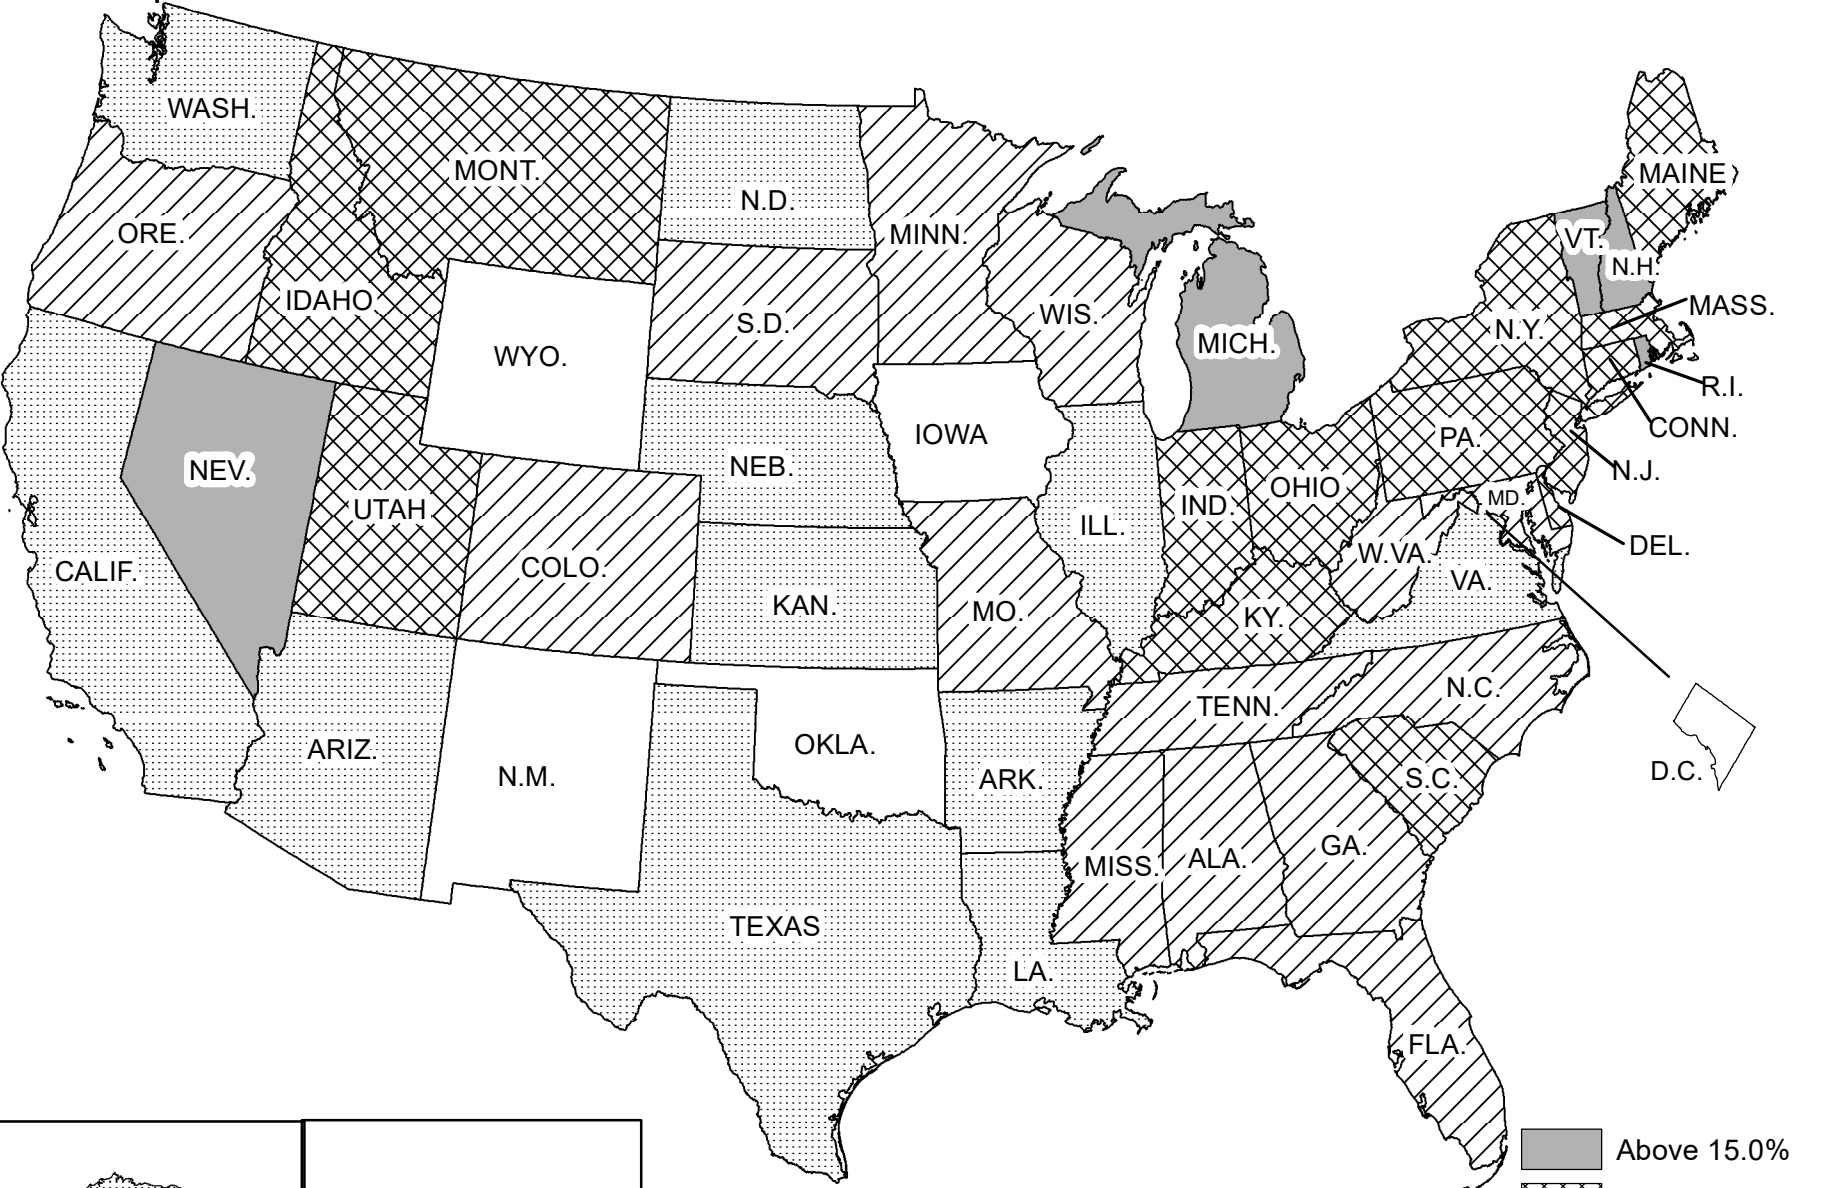 WASH.
MONT.
MAINE
N.D.
ORE.
MINN.
VT.
N.H.
IDAHO
MASS.
WIS.
S.D.
N.Y.
MICH.
WYO.
R.I.
CONN.
IOWA
PA.
NEB.
NEV.
N.J.
OHIO
MD.
UTAH
IND.
ILL.
DEL.
W.VA.
COLO.
CALIF.
VA.
KAN.
MO.
KY.
N.C.
TENN.
OKLA.
ARIZ.
D.C.
N.M.
ARK.
S.C.
GA.
ALA.
MISS.
TEXAS
LA.
FLA.
Above 15.0%